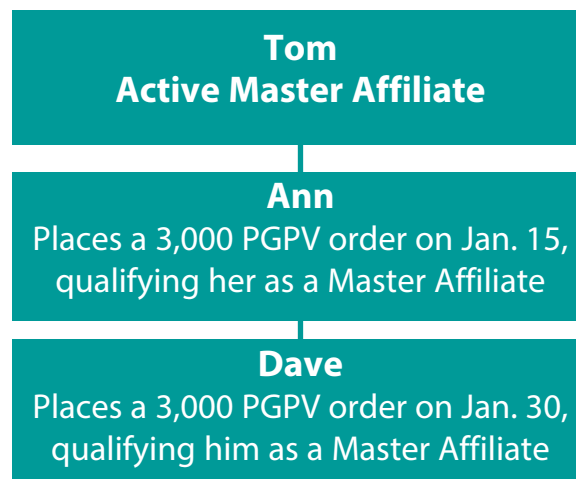 Tom
Active Master Affiliate
Ann
Places a 3,000 PGPV order on Jan. 15,
qualifying her as a Master Affiliate
Dave
Places a 3,000 PGPV order on Jan. 30,
qualifying him as a Master Affiliate